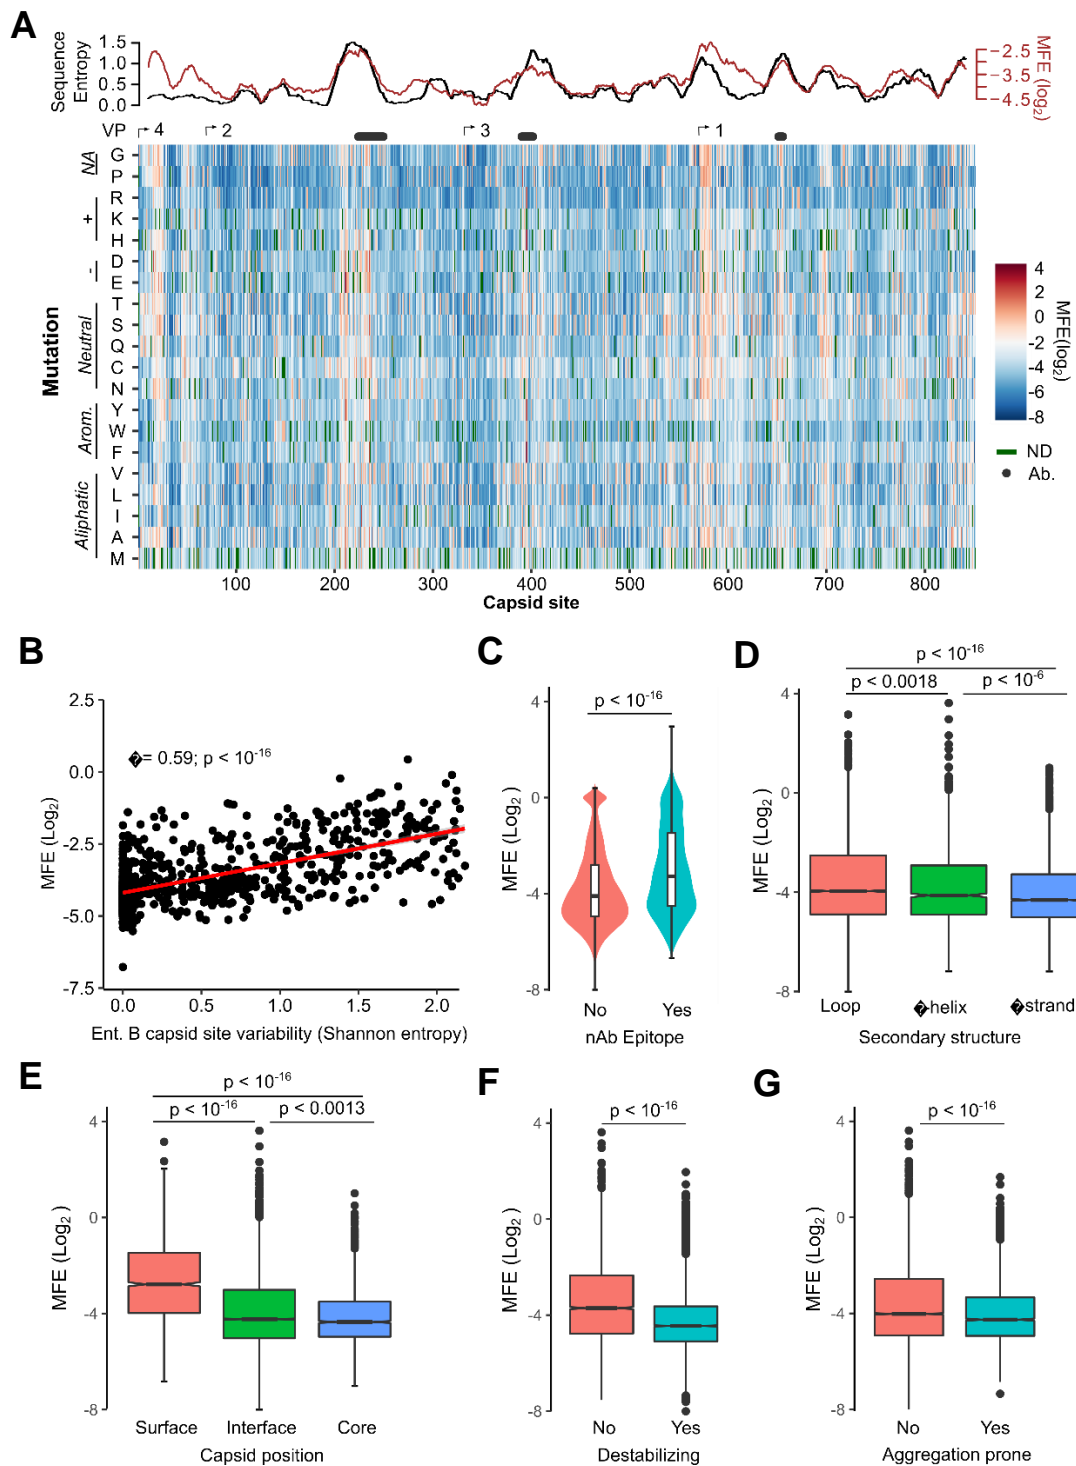 A
Sequence
Entropy
1.5
1.0
0.5
0.0
−2.5
−3.5
−4.5
MFE (log2)
VP
4
2
3
1
Mutation
NA
+
-
Neutral
Arom.
Aliphatic
G
P
R
K
H
D
E
T
S
Q
C
N
Y
W
F
V
L
I
A
M
100
200
300
400
500
600
700
800
Capsid site
4
2
0
-2
-4
-6
-8
MFE(log2)
ND
Ab.
B
MFE (Log2)
2.5
0.0
-2.5
-5.0
-7.5
�= 0.59; p < 10-16
0.0
0.5
1.0
1.5
2.0
Ent. B capsid site variability (Shannon entropy)
C
MFE (Log2)
4
0
-4
-8
p < 10-16
No
Yes
nAb Epitope
D
MFE (Log2)
4
0
-4
-8
p < 10-16
p < 0.0018
p < 10-6
Loop
�helix
�strand
Secondary structure
E
MFE (Log2)
4
0
-4
-8
p < 10-16
p < 10-16
p < 0.0013
Surface
Interface
Core
Capsid position
F
MFE (Log2)
4
0
-4
-8
p < 10-16
No
Yes
Destabilizing
G
MFE (Log2)
4
0
-4
-8
p < 10-16
No
Yes
Aggregation prone